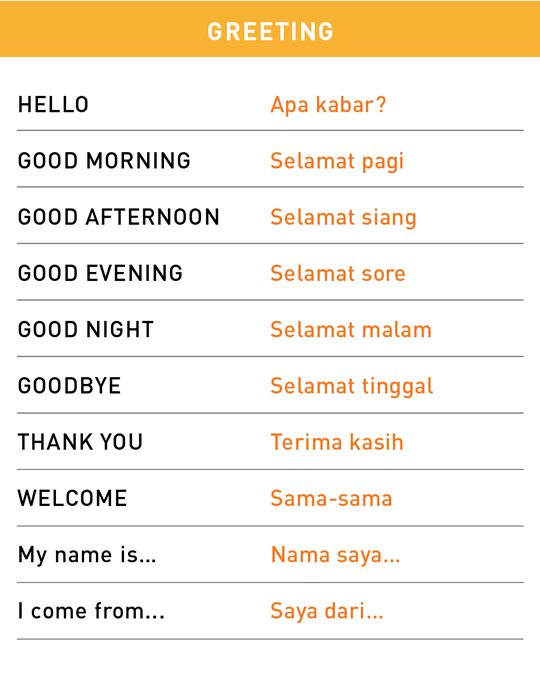 GREETING
HELLO Apa kabar?
GOOD MORNING Selamat pagi
GOOD AFTERNOON Selamat siang
GOOD EVENING Selamat sore
GOOD NIGHT Selamat malam
GOODBYE Selamat tinggal
THANK YOU Terima kasih
WELCOME Sama-sama
My name is... Nama saya...
I come from... Saya dari...